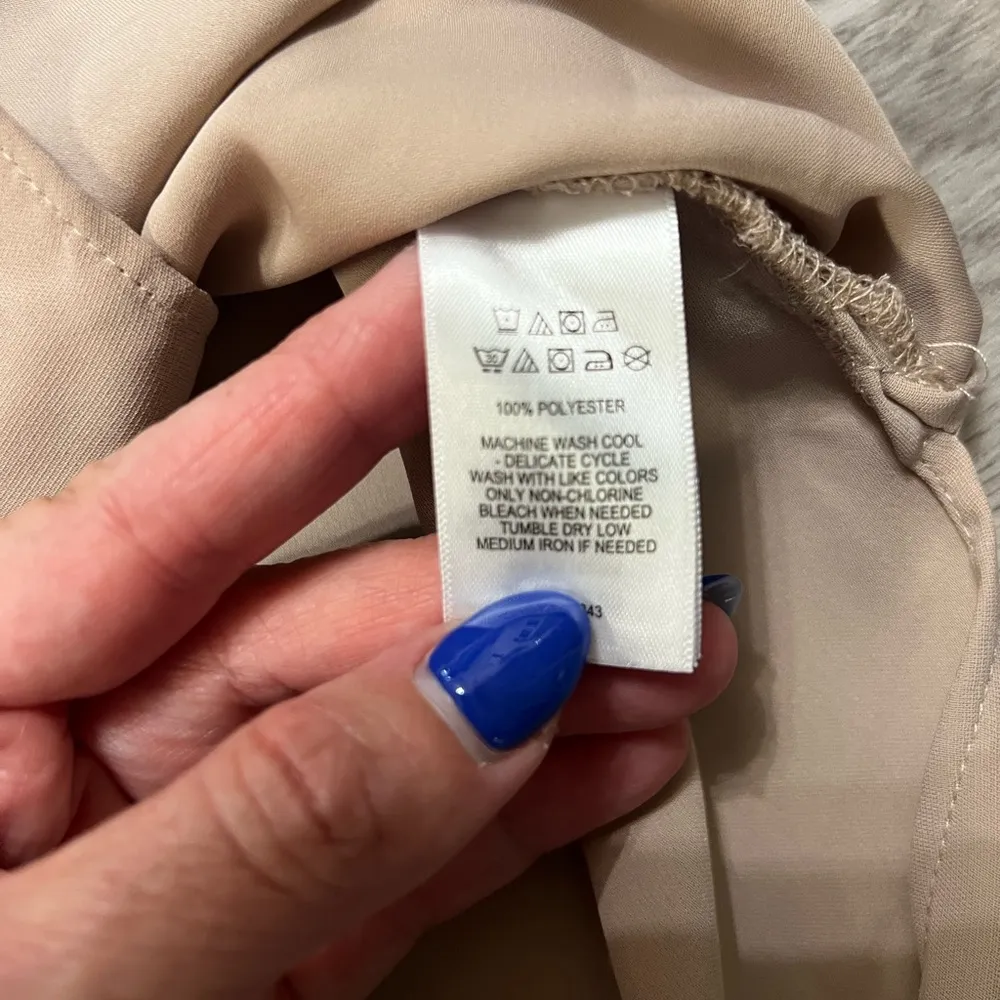 30
100% POLYESTER
MACHINE WASH COOL
- DELICATE CYCLE
WASH WITH LIKE COLORS
ONLY NON-CHLORINE
BLEACH WHEN NEEDED
TUMBLE DRY LOW
MEDIUM IRON IF NEEDED